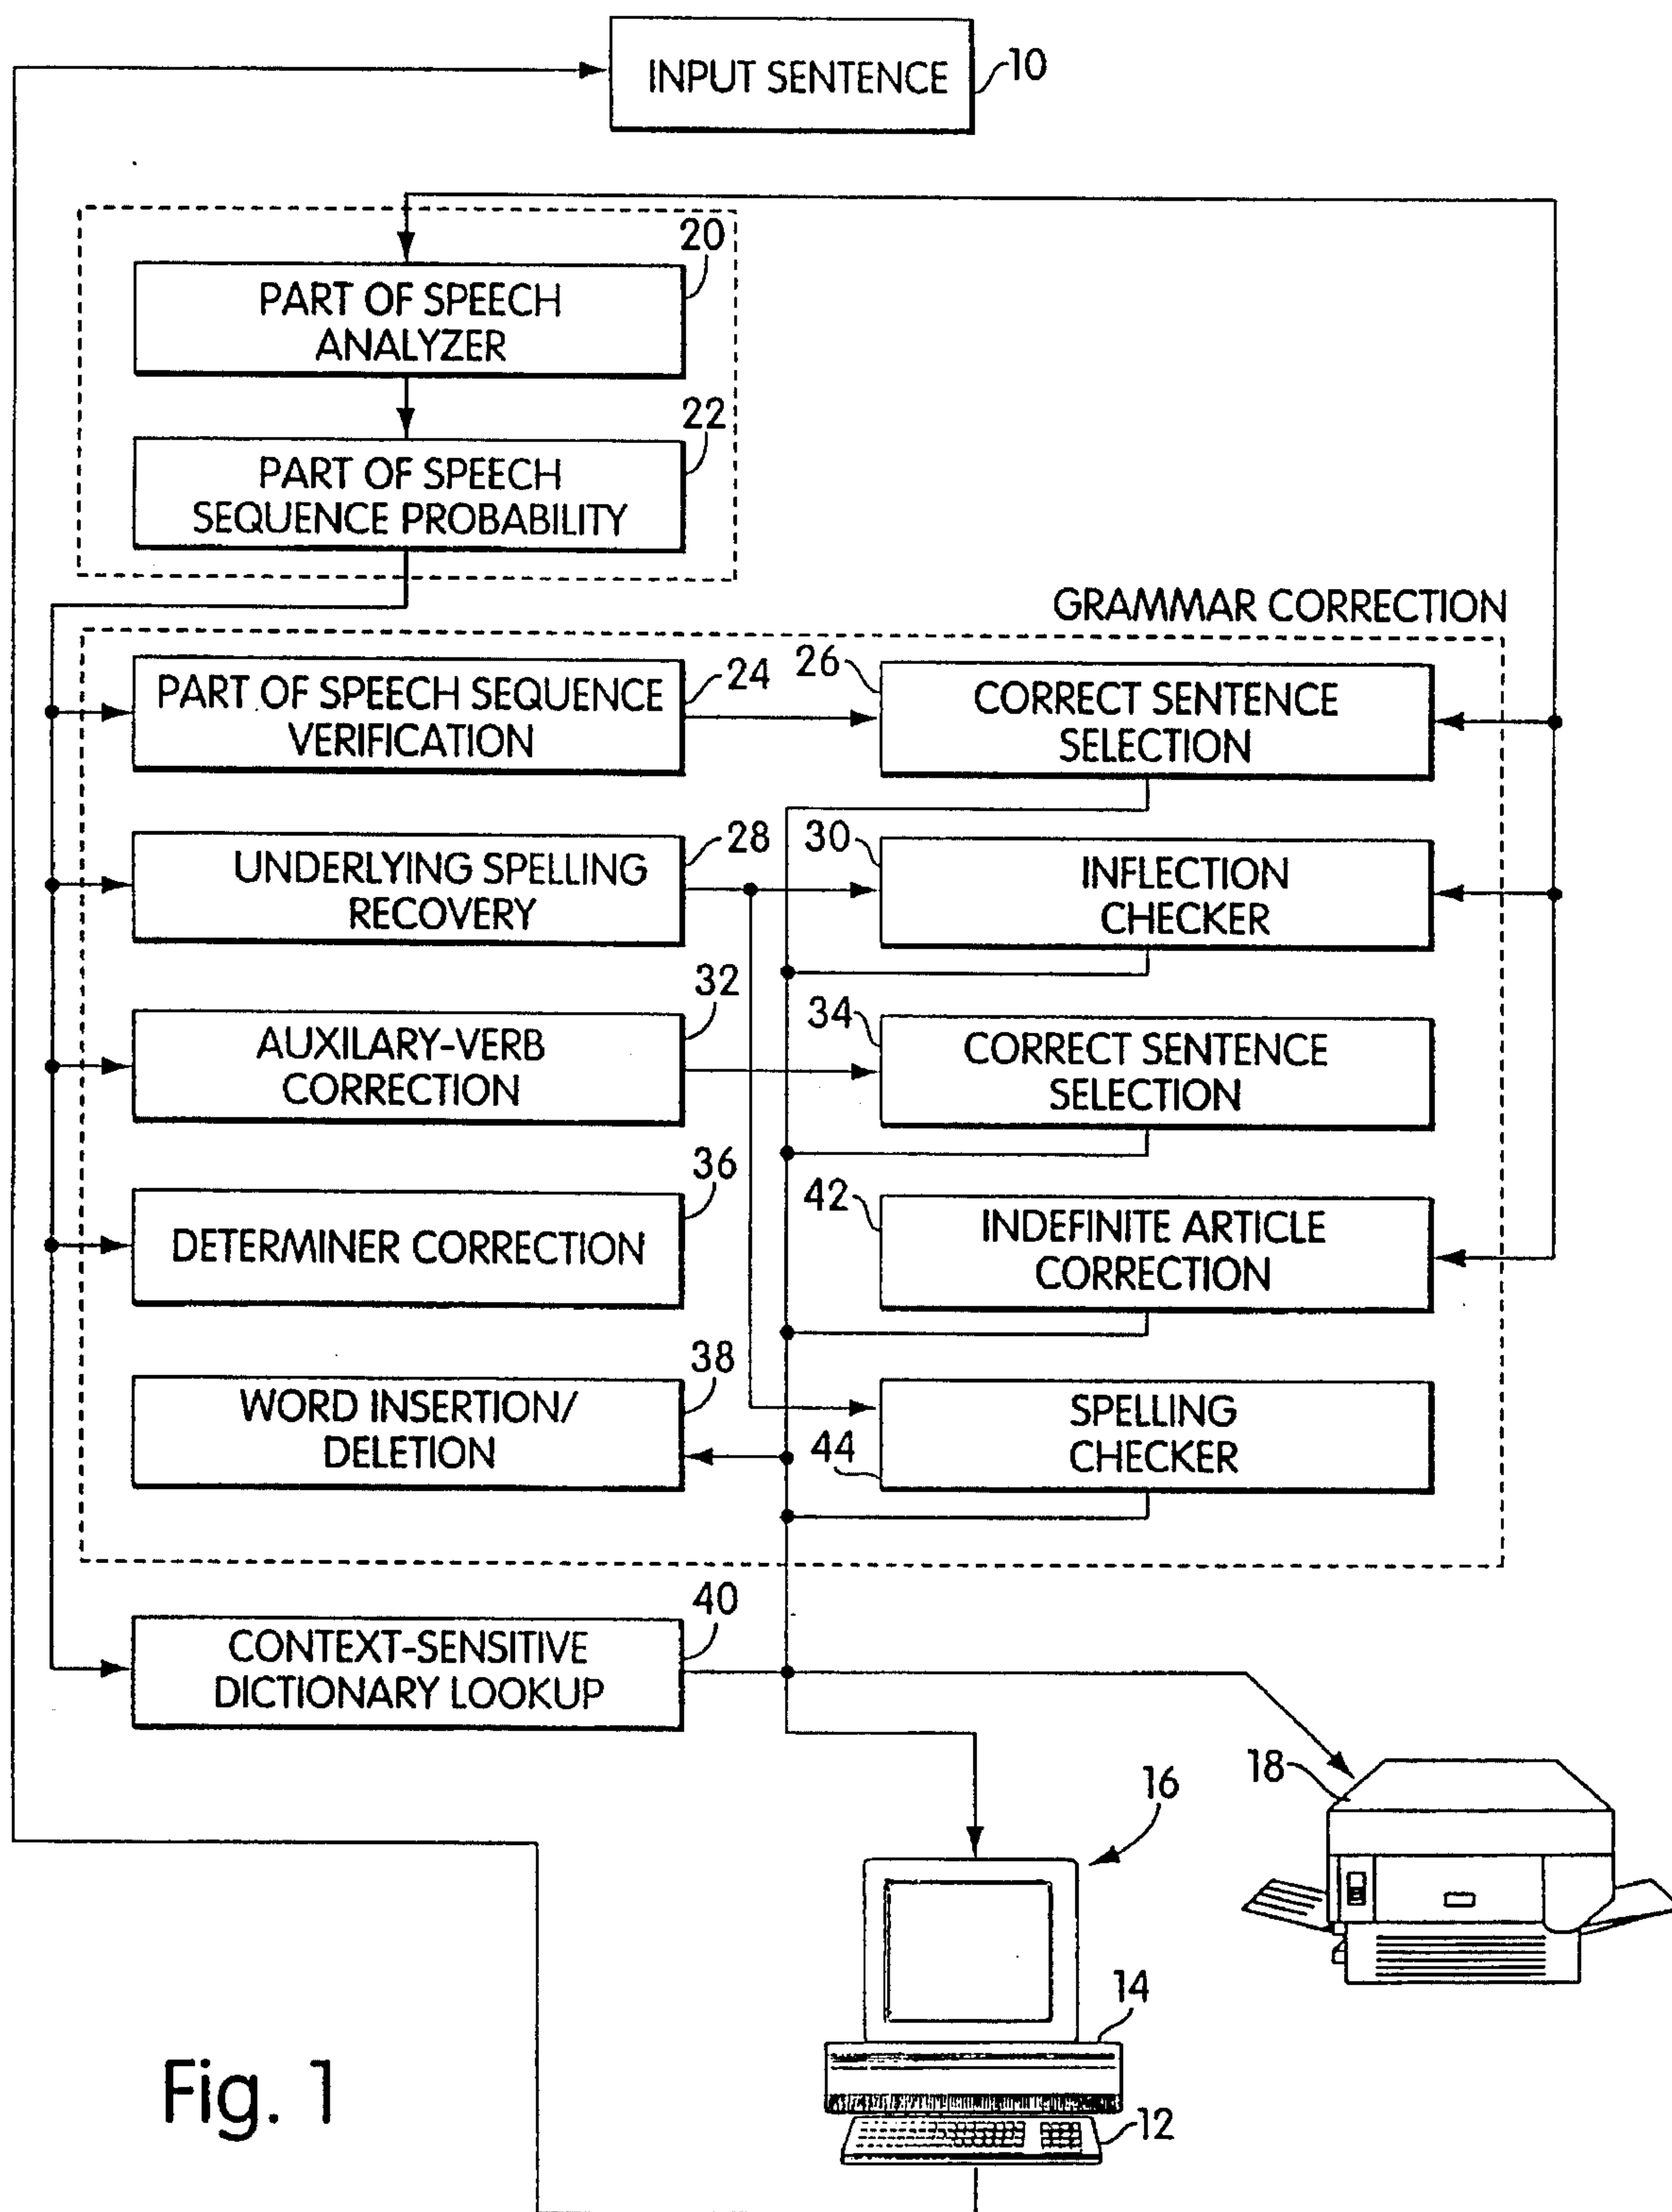 INPUT SENTENCE
10
20
PART OF SPEECH
ANALYZER
22
PART OF SPEECH
SEQUENCE PROBABILITY
GRAMMAR CORRECTION
PART OF SPEECH SEQUENCE
VERIFICATION
24
26
CORRECT SENTENCE
SELECTION
UNDERLYING SPELLING
RECOVERY
28
30
INFLECTION
CHECKER
AUXILARY-VERB
CORRECTION
32
34
CORRECT SENTENCE
SELECTION
36
DETERMINER CORRECTION
42
INDEFINITE ARTICLE
CORRECTION
38
WORD INSERTION/
DELETION
44
SPELLING
CHECKER
40
CONTEXT-SENSITIVE
DICTIONARY LOOKUP
16
18
14
12
Fig. 1